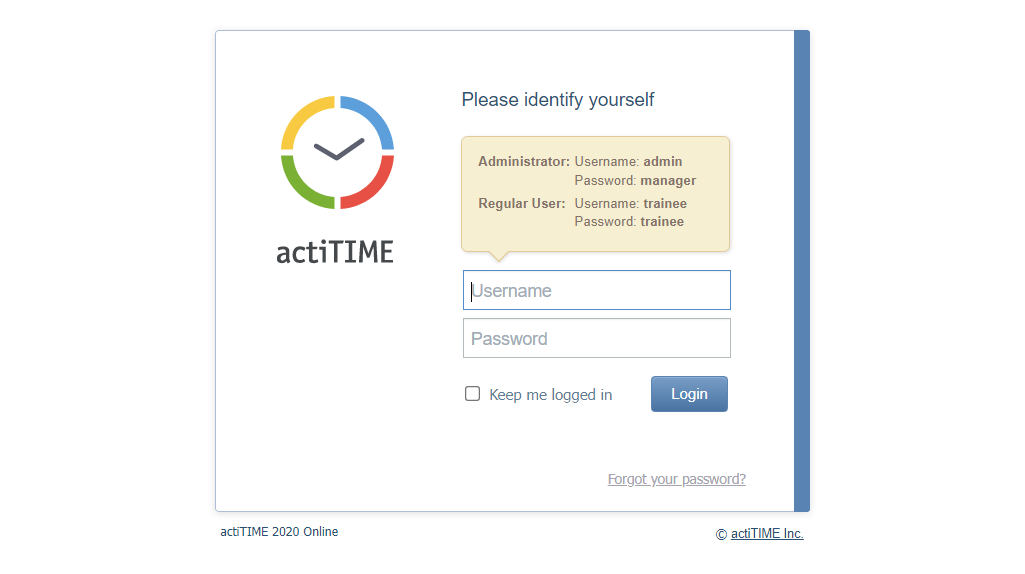 Please identify yourself
Administrator: Username: admin
Password: manager
Regular User: Username: trainee
Password: trainee
actiTIME
Username
Password
Keep me logged in
Login
Forgot your password?
actiTIME 2020 Online
© actiTIME Inc.